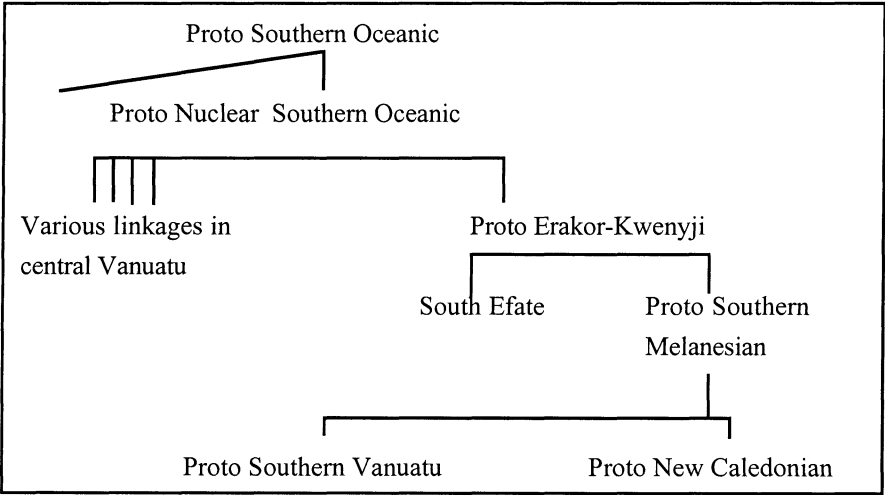 Proto Southern Oceanic
Proto Nuclear Southern Oceanic
Various linkages in
central Vanuatu
Proto Erakor-Kwenyji
South Efate
Proto Southern
Melanesian
Proto Southern Vanuatu
Proto New Caledonian